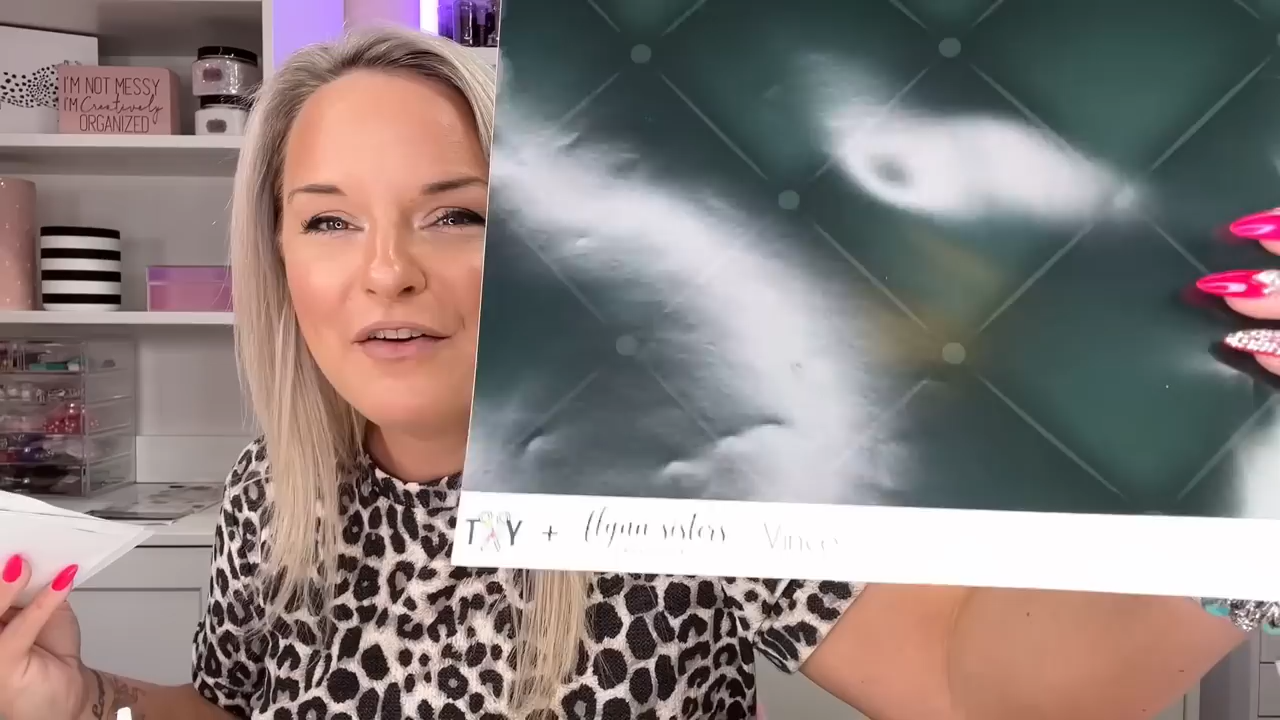 I'M NOT MESSY
I'M Creatively
ORGANIZED
+ flynn sisters